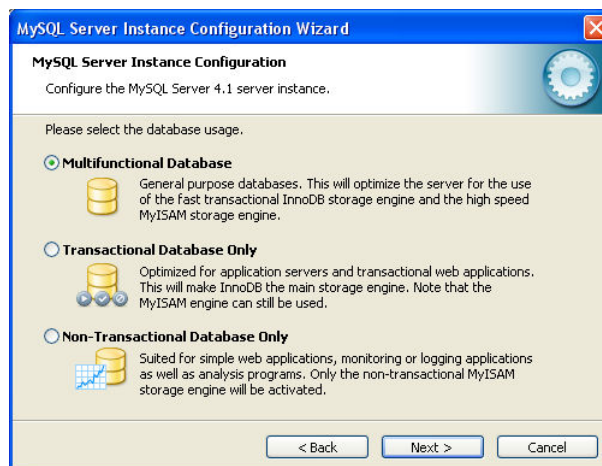 MySQL Server Instance Configuration Wizard
MySQL Server Instance Configuration
Configure the MySQL Server 4.1 server instance.
Please select the database usage.
Multifunctional Database
General purpose databases. This will optimize the server for the use
of the fast transactional InnoDB storage engine and the high speed
MyISAM storage engine.
Transactional Database Only
Optimized for application servers and transactional web applications.
This will make InnoDB the main storage engine. Note that the
MyISAM engine can still be used.
Non-Transactional Database Only
Suited for simple web applications, monitoring or logging applications
as well as analysis programs. Only the non-transactional MyISAM
storage engine will be activated.
< Back
Next >
Cancel